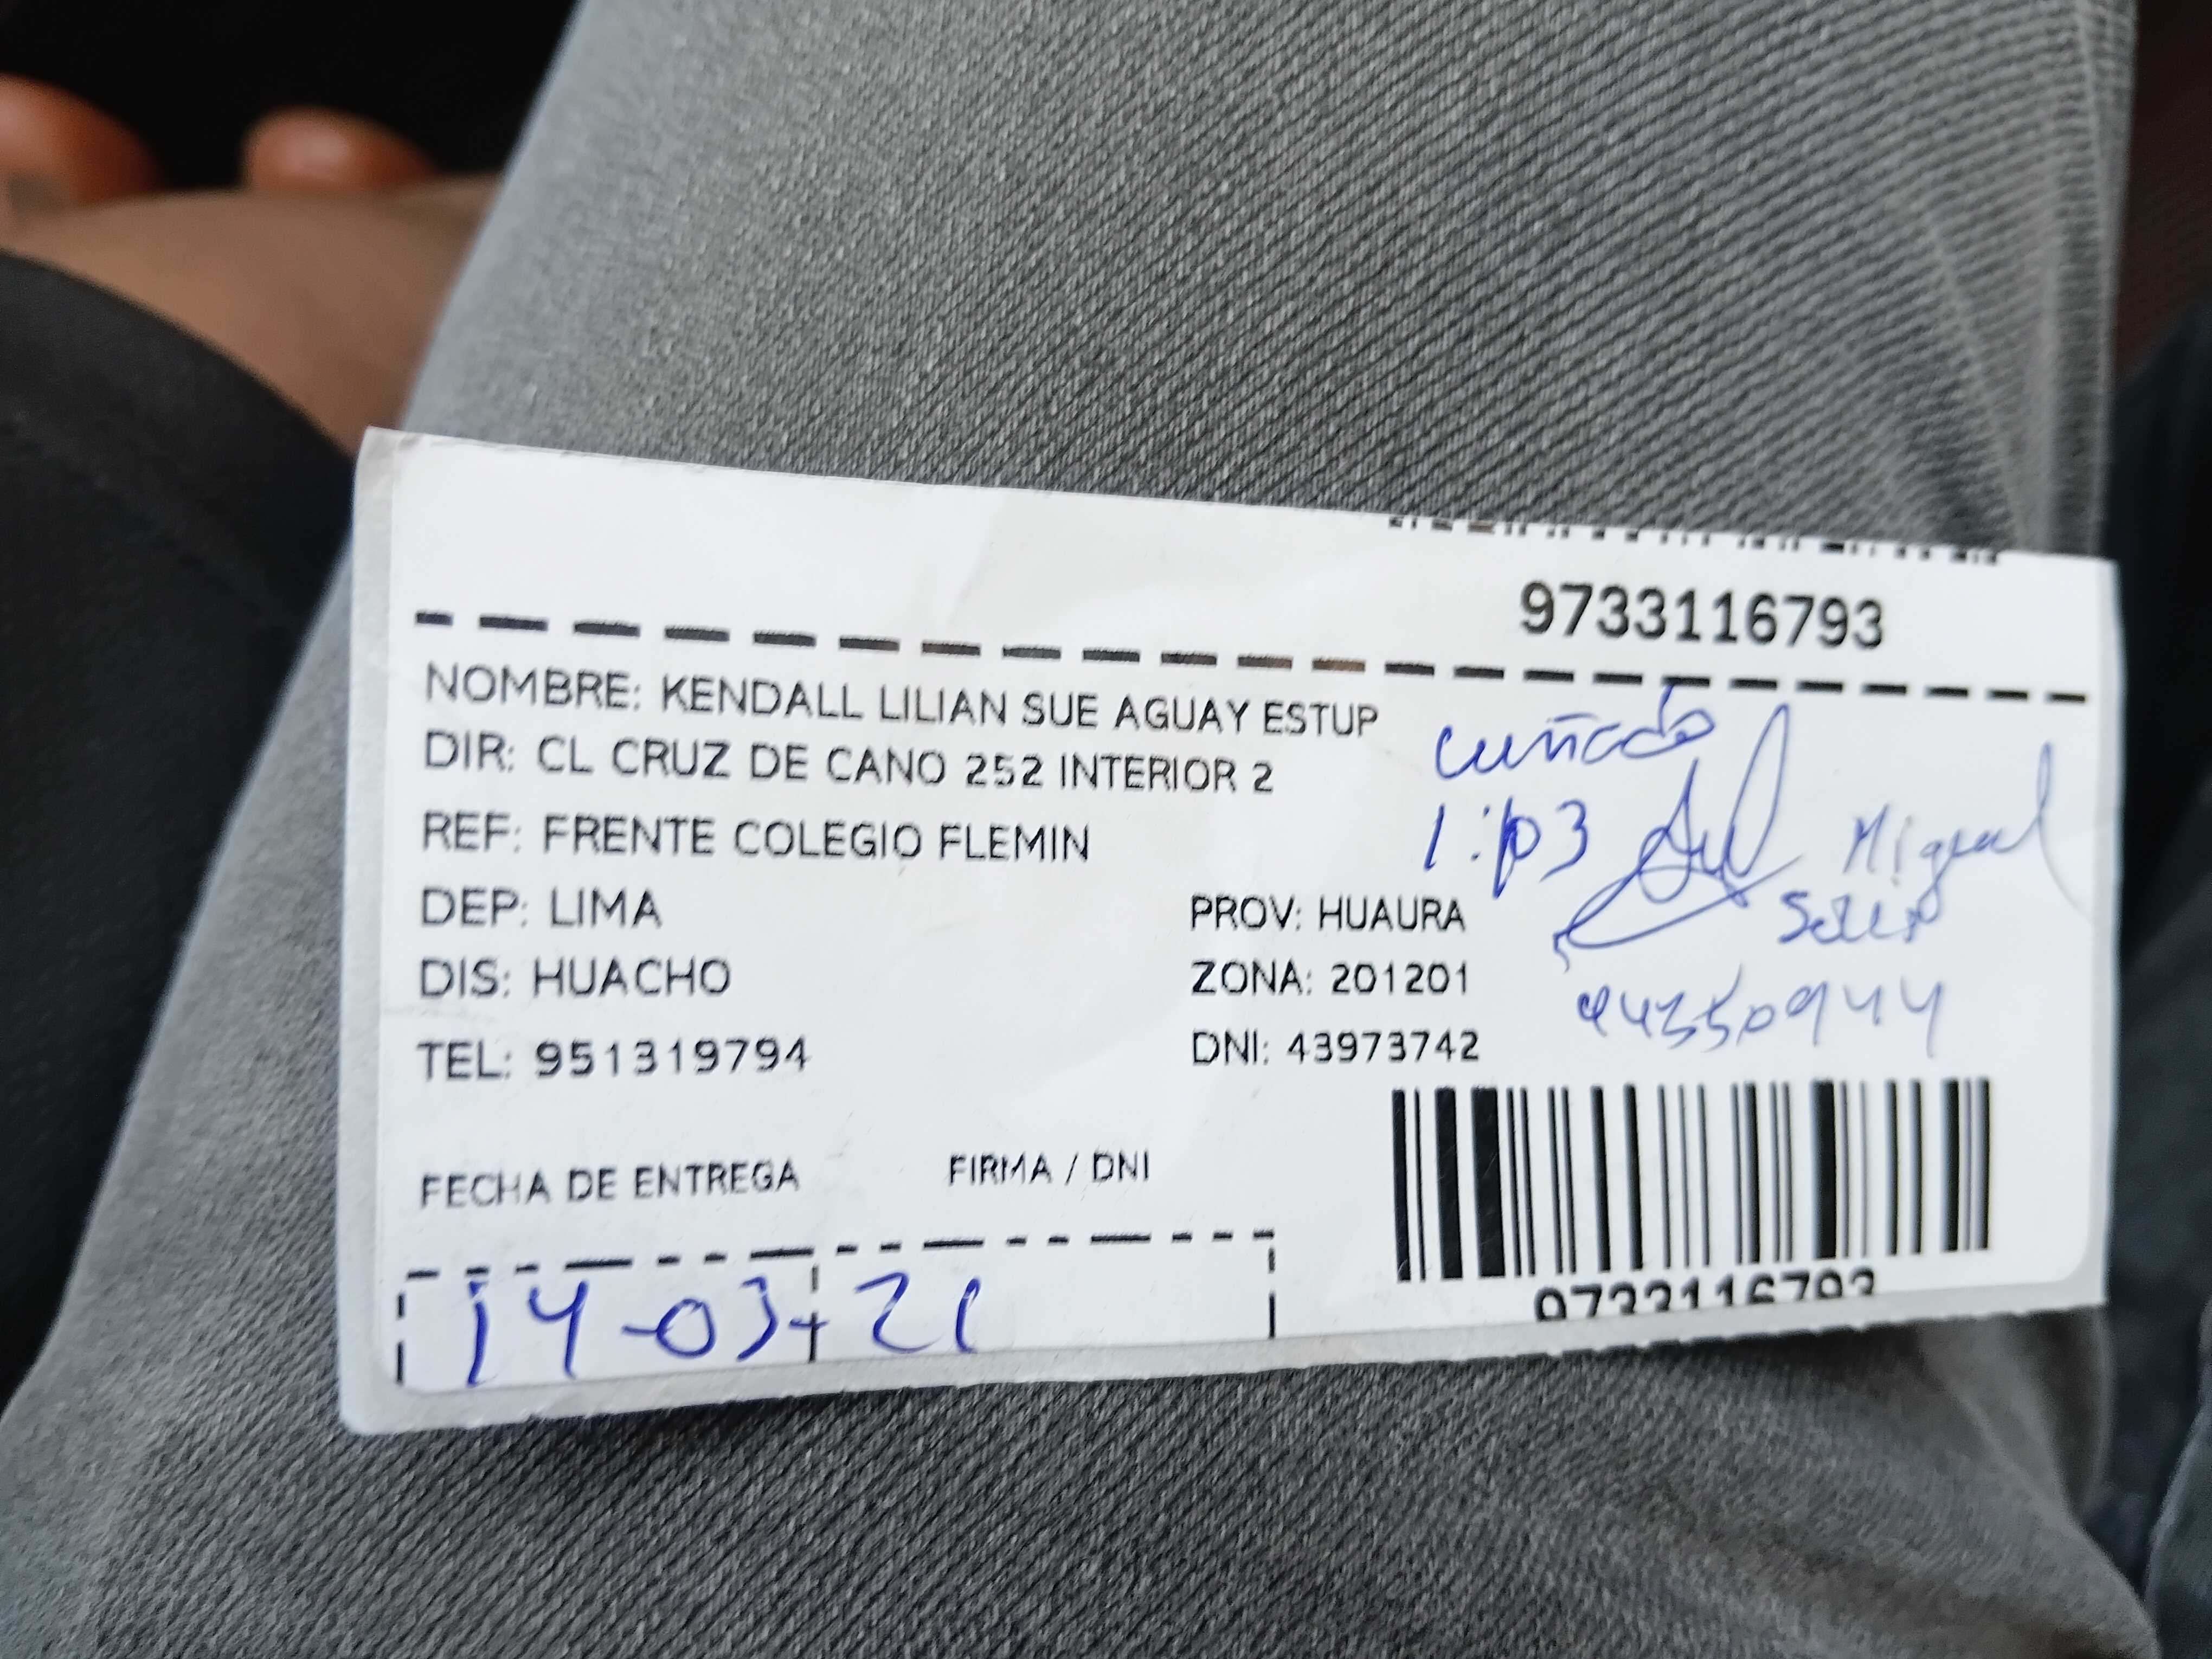 9733116793
NOMBRE: KENDALL LILIAN SUE AGUAY ESTUP
DIR: CL CRUZ DE CANO 252 INTERIOR 2
cuñado
REF: FRENTE COLEGIO FLEMIN
1:03
Miguel
DEP: LIMA
PROV: HUAURA
DIS: HUACHO
ZONA: 201201
TEL: 951319794
DNI: 43973742
FECHA DE ENTREGA
FIRMA / DNI
14-03-21
9733116793